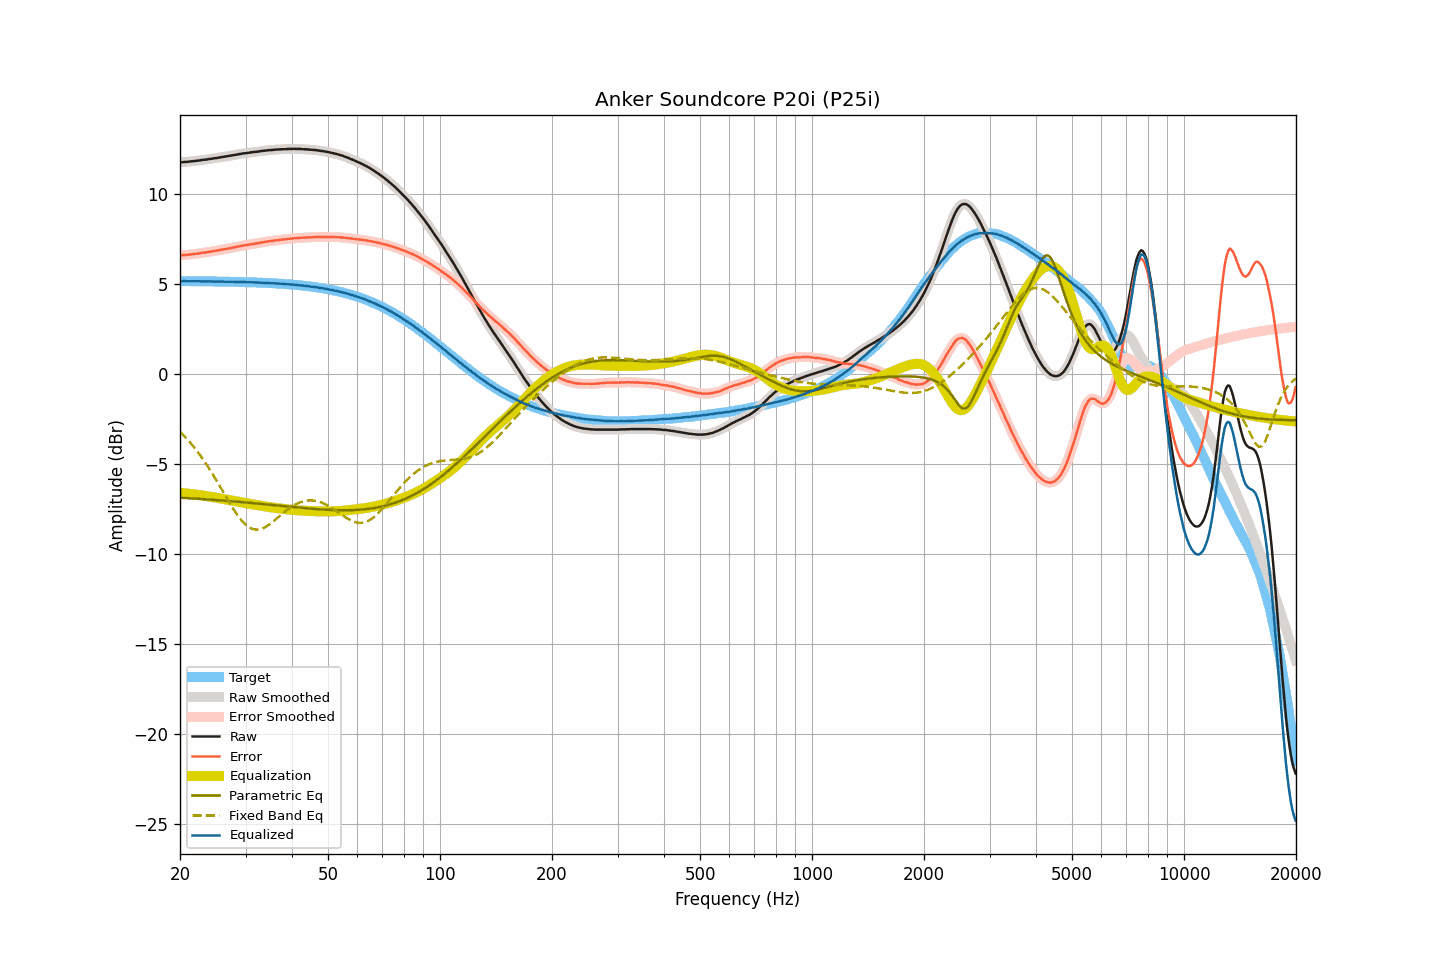 Anker Soundcore P20i (P25i)
10
5
0
−5
−10
−15
−20
−25
Amplitude (dBr)
Target
Raw Smoothed
Error Smoothed
Raw
Error
Equalization
Parametric Eq
Fixed Band Eq
Equalized
20 50 100 200 500 1000 2000 5000 10000 20000
Frequency (Hz)